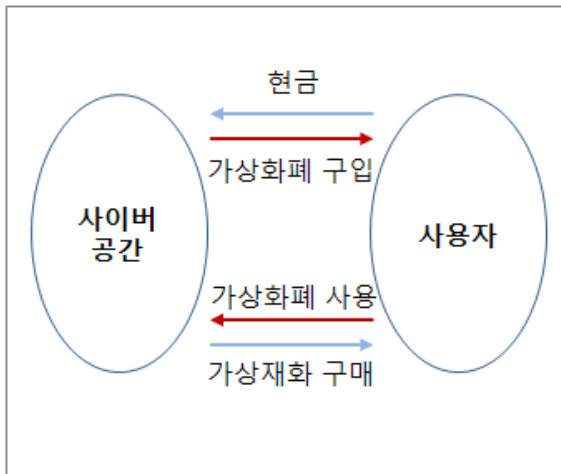 현금
가상화폐 구입
사이버
공간
사용자
가상화폐 사용
가상재화 구매